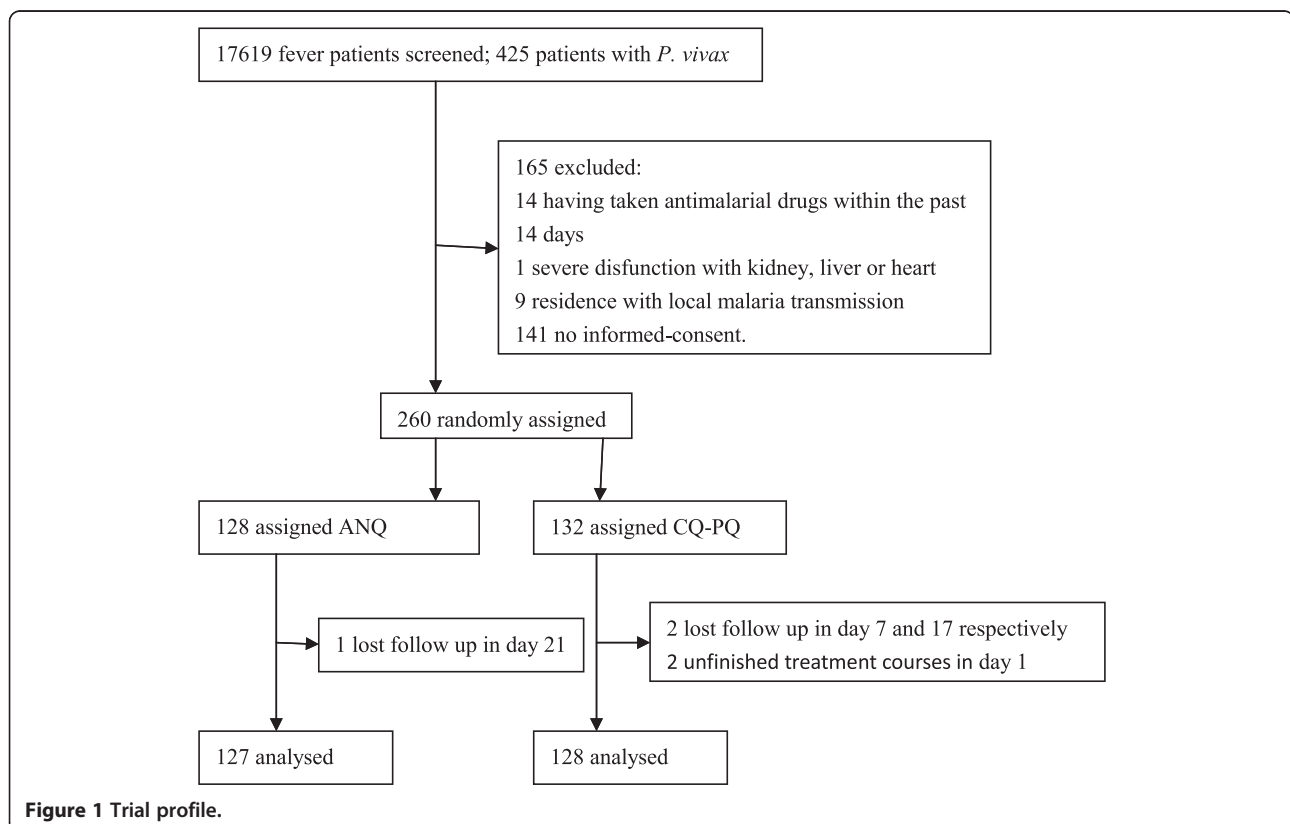 17619 fever patients screened; 425 patients with P. vivax
165 excluded:
14 having taken antimalarial drugs within the past
14 days
1 severe disfunction with kidney, liver or heart
9 residence with local malaria transmission
141 no informed-consent.
260 randomly assigned
128 assigned ANQ
132 assigned CQ-PQ
1 lost follow up in day 21
2 lost follow up in day 7 and 17 respectively
2 unfinished treatment courses in day 1
127 analysed
128 analysed
Figure 1 Trial profile.